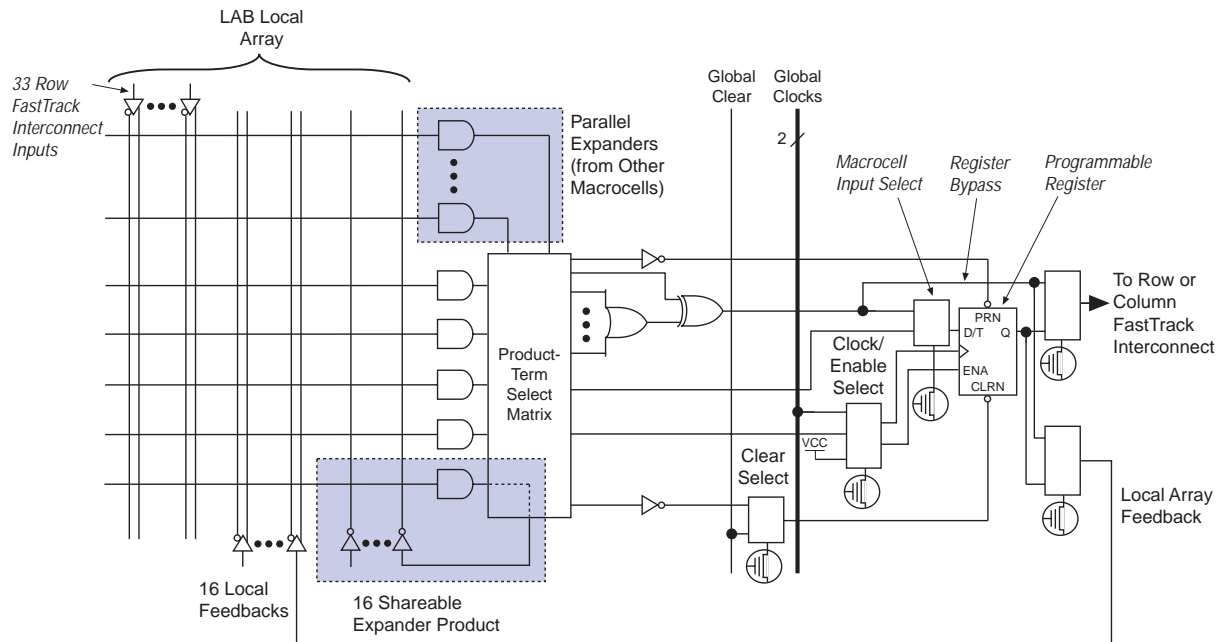 LAB Local
Array
33 Row
FastTrack
Interconnect
Inputs
Global
Clear
Global
Clocks
2
Parallel
Expanders
(from Other
Macrocells)
Macrocell
Input Select
Register
Bypass
Programmable
Register
To Row or
Column
FastTrack
Interconnect
PRN
D/T
Q
ENA
CLRN
Clock/
Enable
Select
Product-
Term
Select
Matrix
VCC
Clear
Select
Local Array
Feedback
16 Local
Feedbacks
16 Shareable
Expander Product